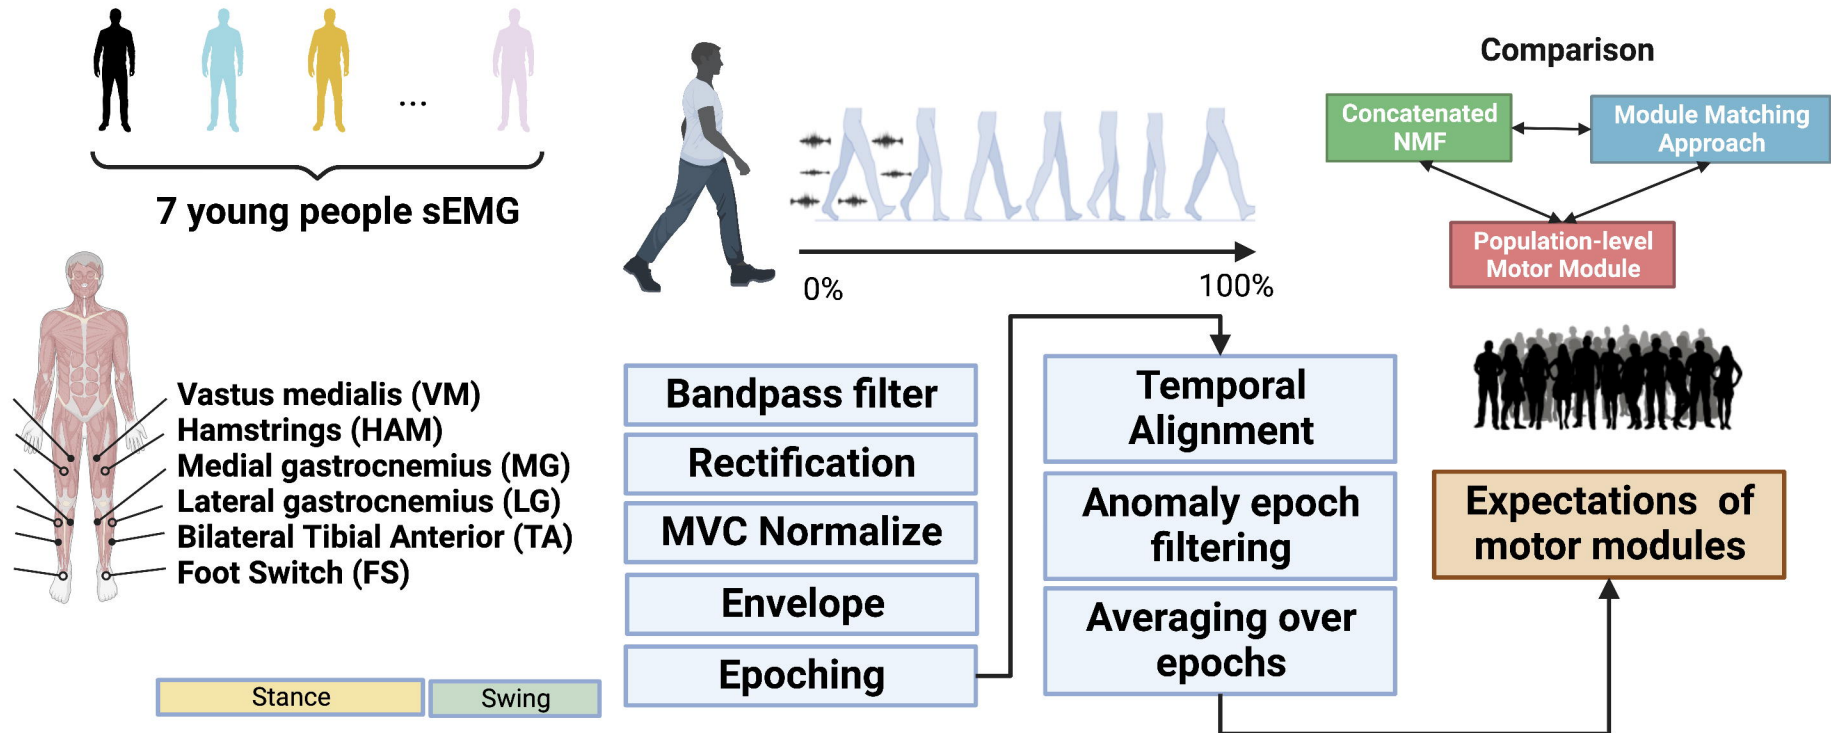 ...
7 young people sEMG
Vastus medialis (VM)
Hamstrings (HAM)
Medial gastrocnemius (MG)
Lateral gastrocnemius (LG)
Bilateral Tibial Anterior (TA)
Foot Switch (FS)
Stance
Swing
0%
100%
Bandpass filter
Rectification
MVC Normalize
Envelope
Epoching
Temporal
Alignment
Anomaly epoch
filtering
Averaging over
epochs
Comparison
Concatenated
NMF
Module Matching
Approach
Population-level
Motor Module
Expectations of
motor modules